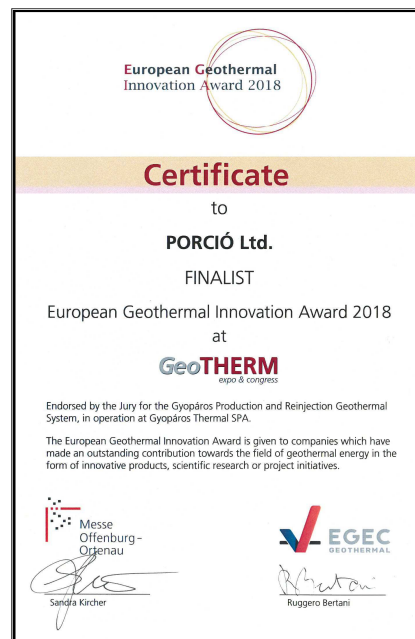 European Geothermal
Innovation Award 2018
Certificate
to
PORCIÓ Ltd.
FINALIST
European Geothermal Innovation Award 2018
at
GeoTHERM
expo & congress
Endorsed by the Jury for the Gyopáros Production and Reinjection Geothermal
System, in operation at Gyopáros Thermal SPA.
The European Geothermal Innovation Award is given to companies which have
made an outstanding contribution towards the field of geothermal energy in the
form of innovative products, scientific research or project initiatives.
Messe
Offenburg-
Ortenau
Sandra Kircher
EGEC
GEOTHERMAL
Ruggero Bertani